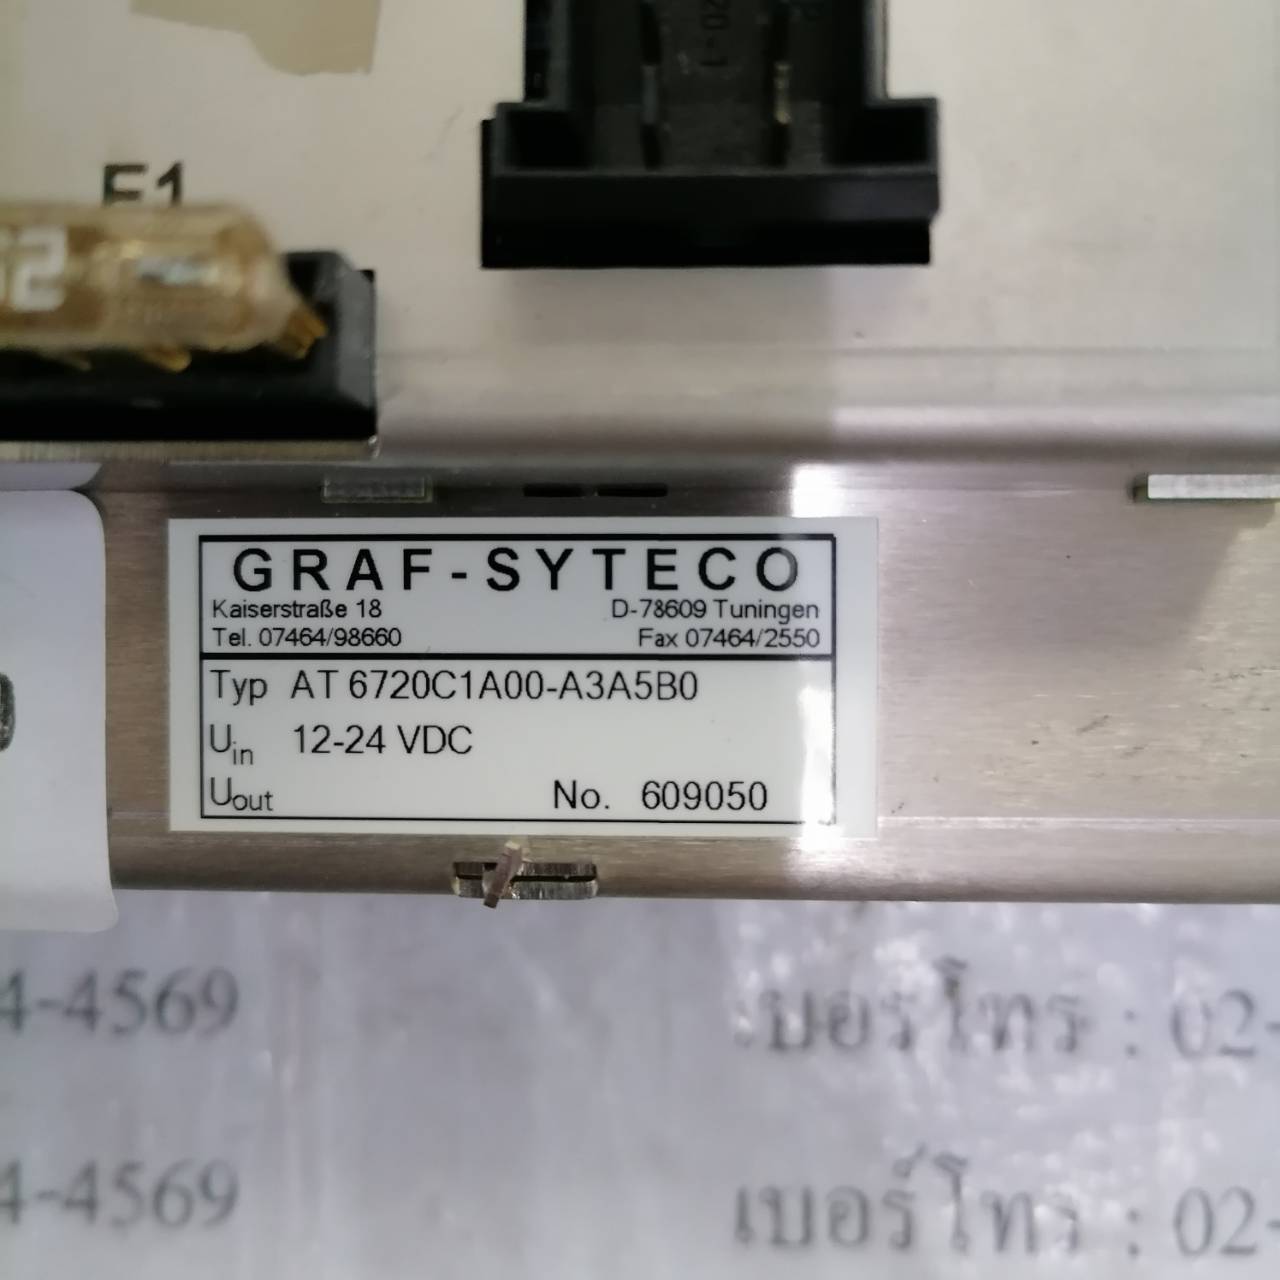 F1
GRAF-SYTECO
Kaiserstraße 18 D-78609 Tuningen
Tel. 07464/98660 Fax 07464/2550
Typ AT 6720C1A00-A3A5B0
Uin 12-24 VDC
Uout No. 609050
4-4569 เบอร์โทร : 02-
4-4569 เบอร์โทร : 02-